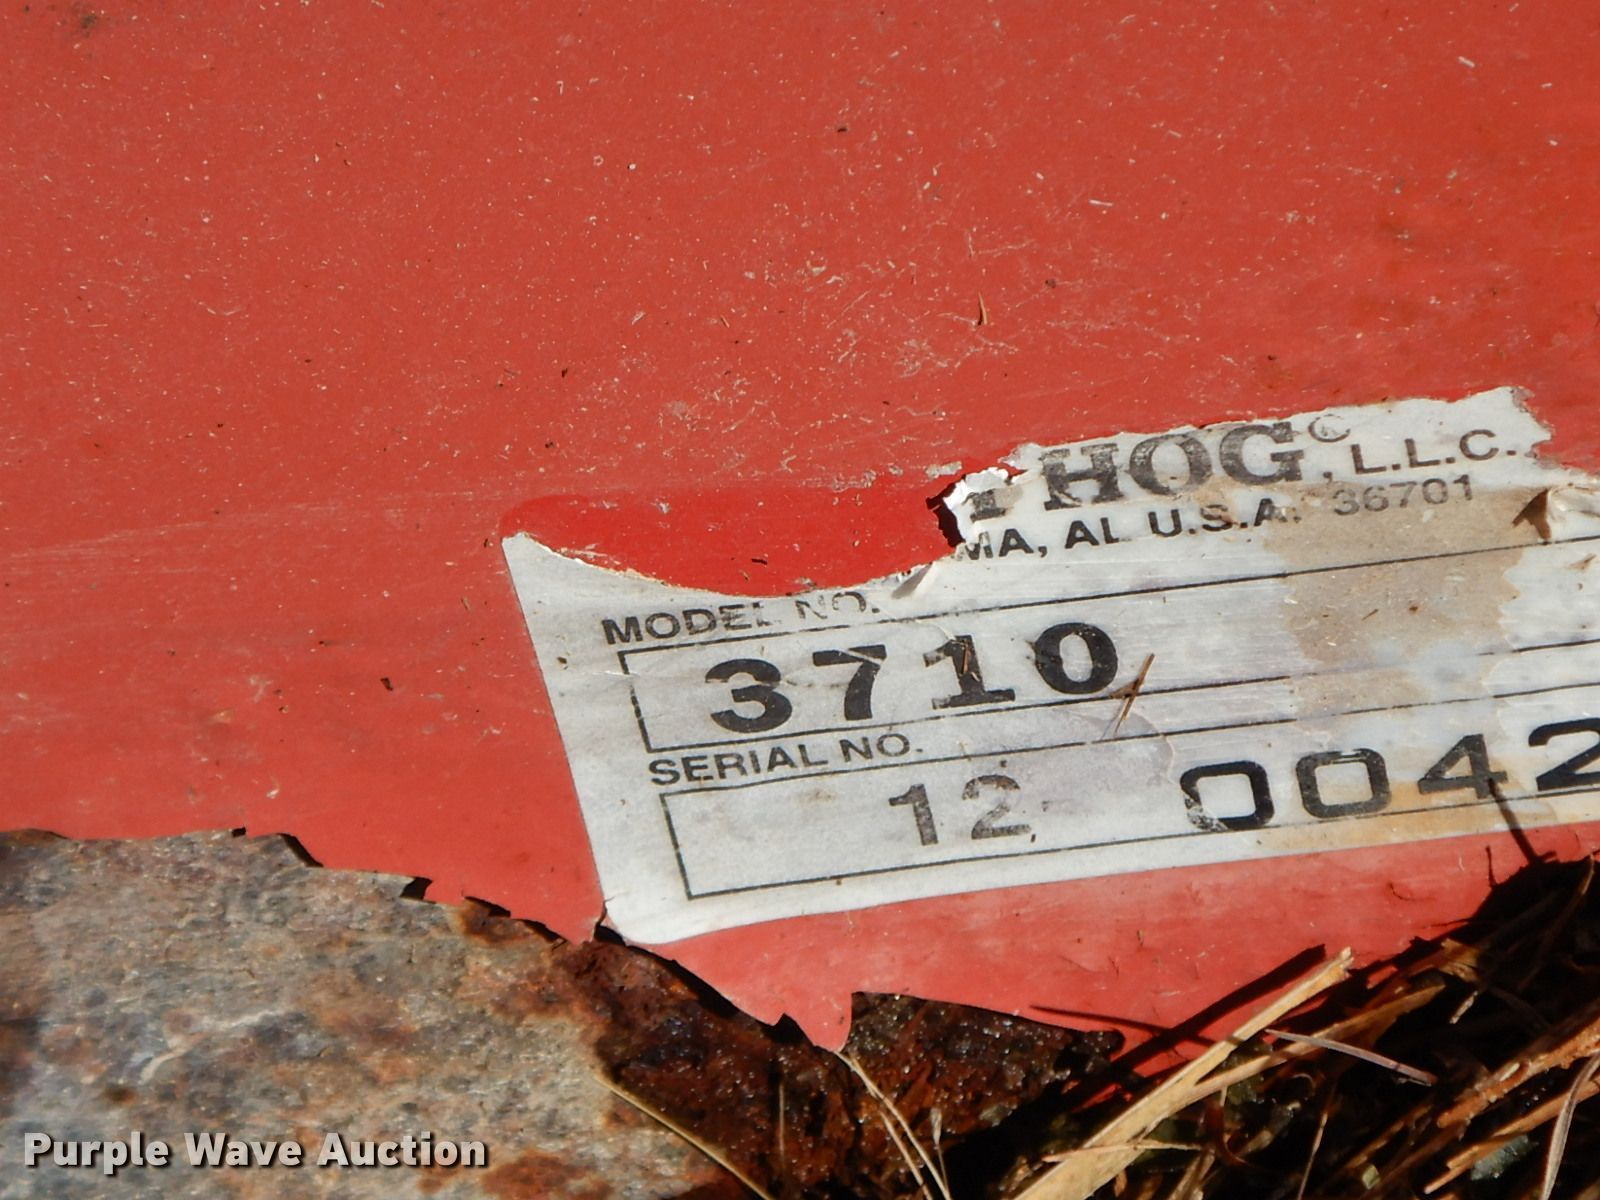 HOG©, L.L.C.
MA, AL U.S.A. 36701
MODEL NO.
3710
SERIAL NO.
12 0042
Purple Wave Auction